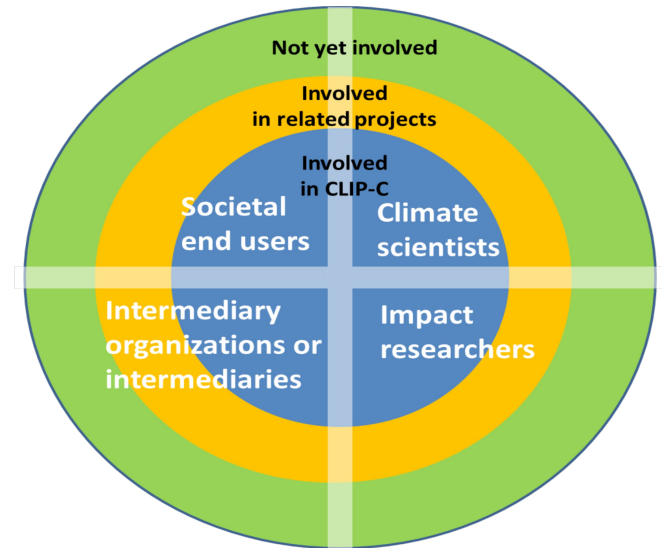 Not yet involved
Involved
in related projects
Involved
in CLIP-C
Societal
end users
Climate
scientists
Intermediary
organizations or
intermediaries
Impact
researchers